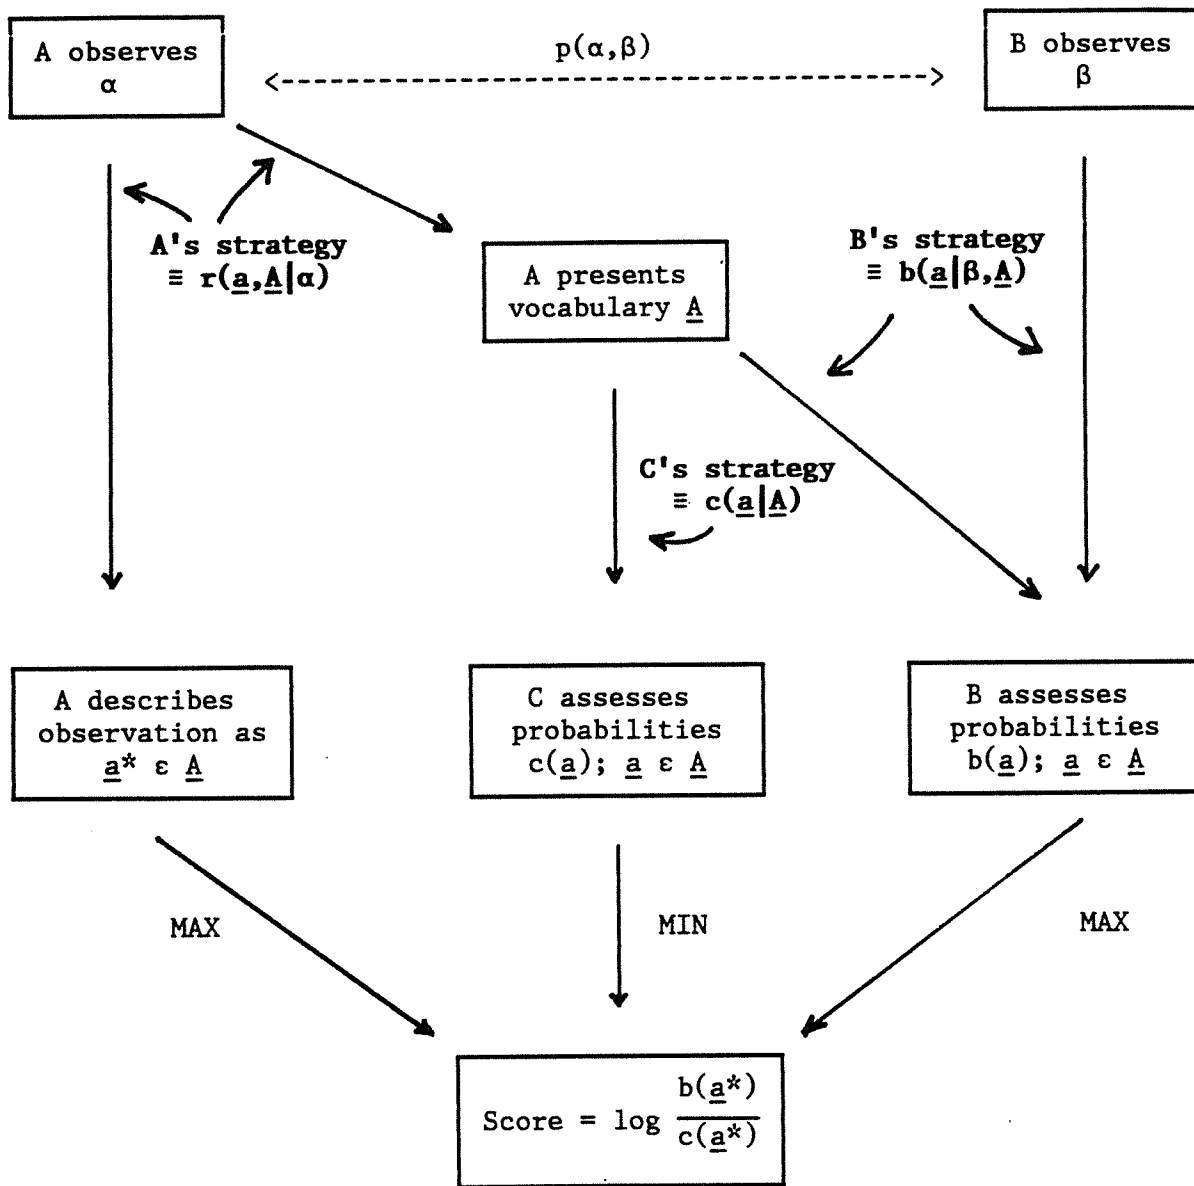 A observes
α
p(α,β)
B observes
β
A's strategy
≡ r(a,A|α)
A presents
vocabulary A
B's strategy
≡ b(a|β,A)
C's strategy
≡ c(a|A)
A describes
observation as
a* ε A
C assesses
probabilities
c(a); a ε A
B assesses
probabilities
b(a); a ε A
MAX
MIN
MAX
b(a*)
Score = log
c(a*)